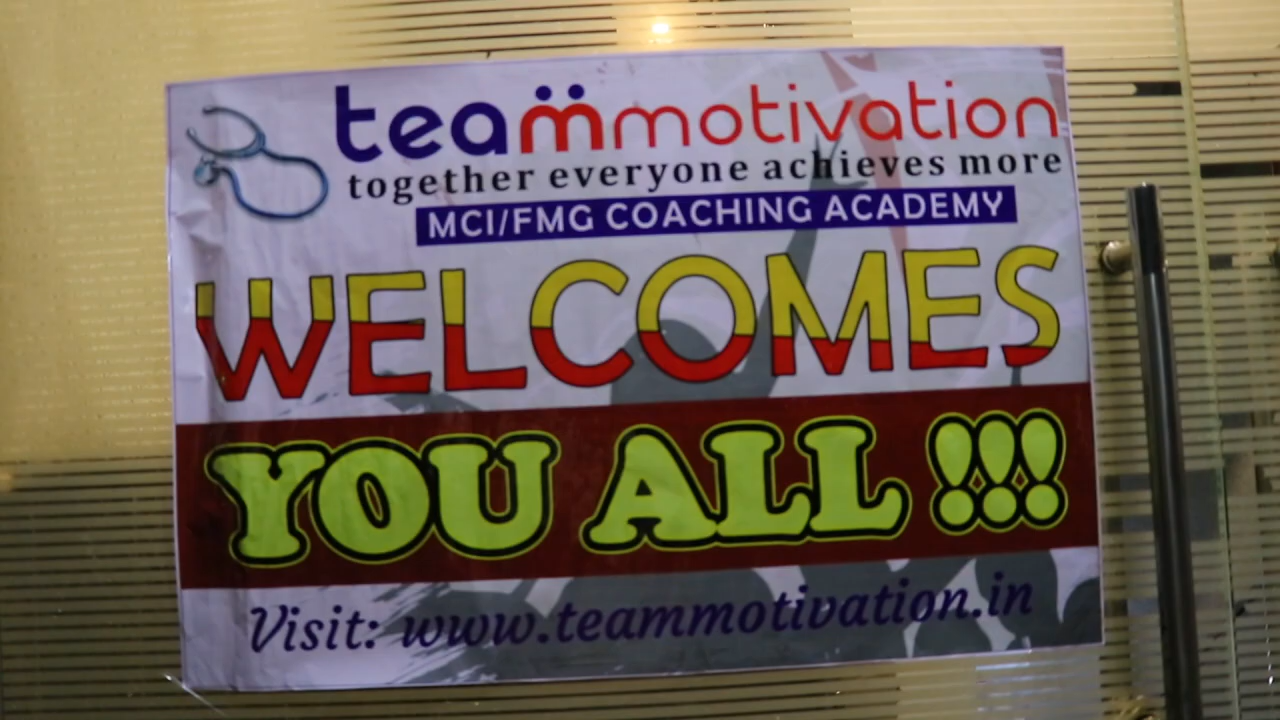 teammotivation
together everyone achieves more
MCI/FMG COACHING ACADEMY
WELCOMES
YOU ALL !!!
Visit: www.teammotivation.in